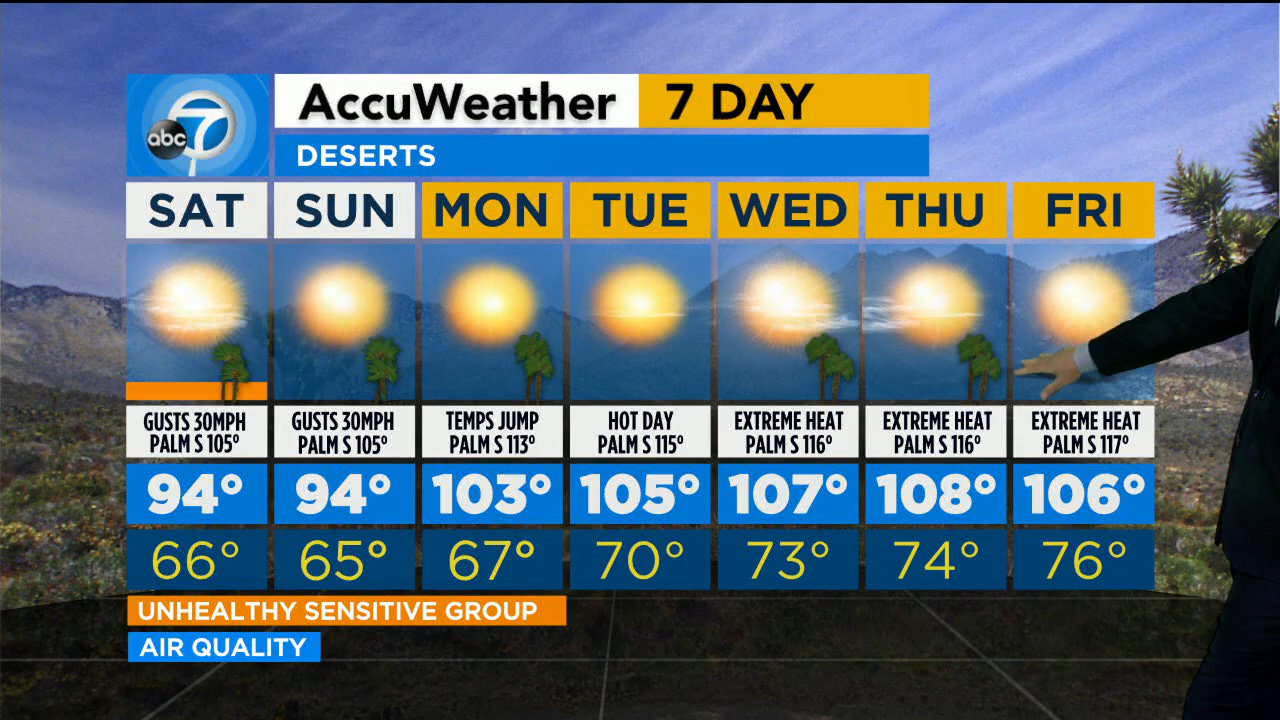 abc 7
AccuWeather 7 DAY
DESERTS
SAT SUN MON TUE WED THU FRI
GUSTS 30MPH GUSTS 30MPH TEMPS JUMP HOT DAY EXTREME HEAT EXTREME HEAT EXTREME HEAT
PALM S 105° PALM S 105° PALM S 113° PALM S 115° PALM S 116° PALM S 116° PALM S 117°
94° 94° 103° 105° 107° 108° 106°
66° 65° 67° 70° 73° 74° 76°
UNHEALTHY SENSITIVE GROUP
AIR QUALITY